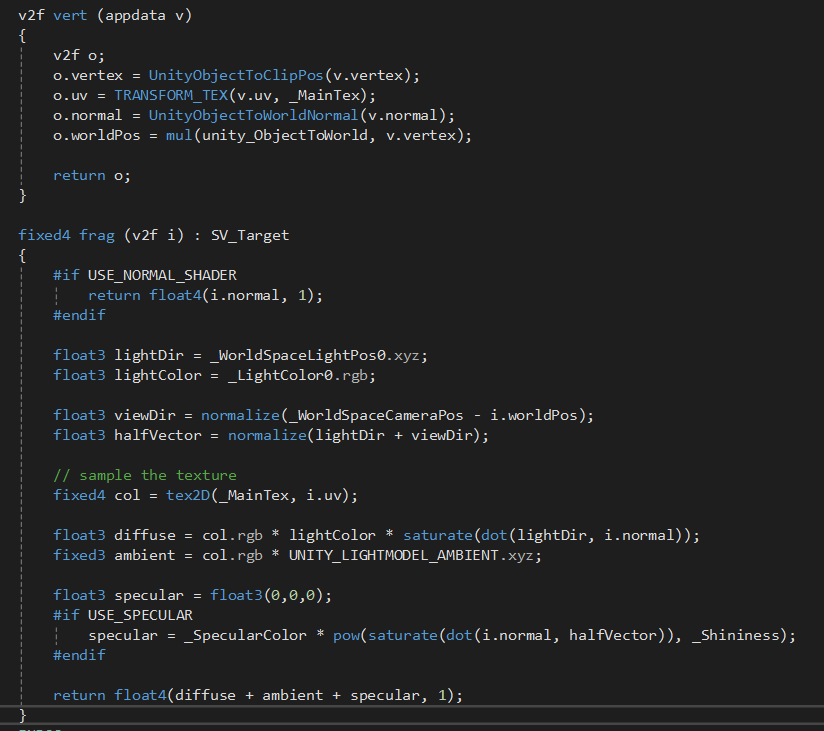 v2f vert (appdata v)
{
    v2f o;
    o.vertex = UnityObjectToClipPos(v.vertex);
    o.uv = TRANSFORM_TEX(v.uv, _MainTex);
    o.normal = UnityObjectToWorldNormal(v.normal);
    o.worldPos = mul(unity_ObjectToWorld, v.vertex);

    return o;
}

fixed4 frag (v2f i) : SV_Target
{
    #if USE_NORMAL_SHADER
        return float4(i.normal, 1);
    #endif

    float3 lightDir = _WorldSpaceLightPos0.xyz;
    float3 lightColor = _LightColor0.rgb;

    float3 viewDir = normalize(_WorldSpaceCameraPos - i.worldPos);
    float3 halfVector = normalize(lightDir + viewDir);

    // sample the texture
    fixed4 col = tex2D(_MainTex, i.uv);

    float3 diffuse = col.rgb * lightColor * saturate(dot(lightDir, i.normal));
    fixed3 ambient = col.rgb * UNITY_LIGHTMODEL_AMBIENT.xyz;

    float3 specular = float3(0,0,0);
    #if USE_SPECULAR
        specular = _SpecularColor * pow(saturate(dot(i.normal, halfVector)), _Shininess);
    #endif

    return float4(diffuse + ambient + specular, 1);
}